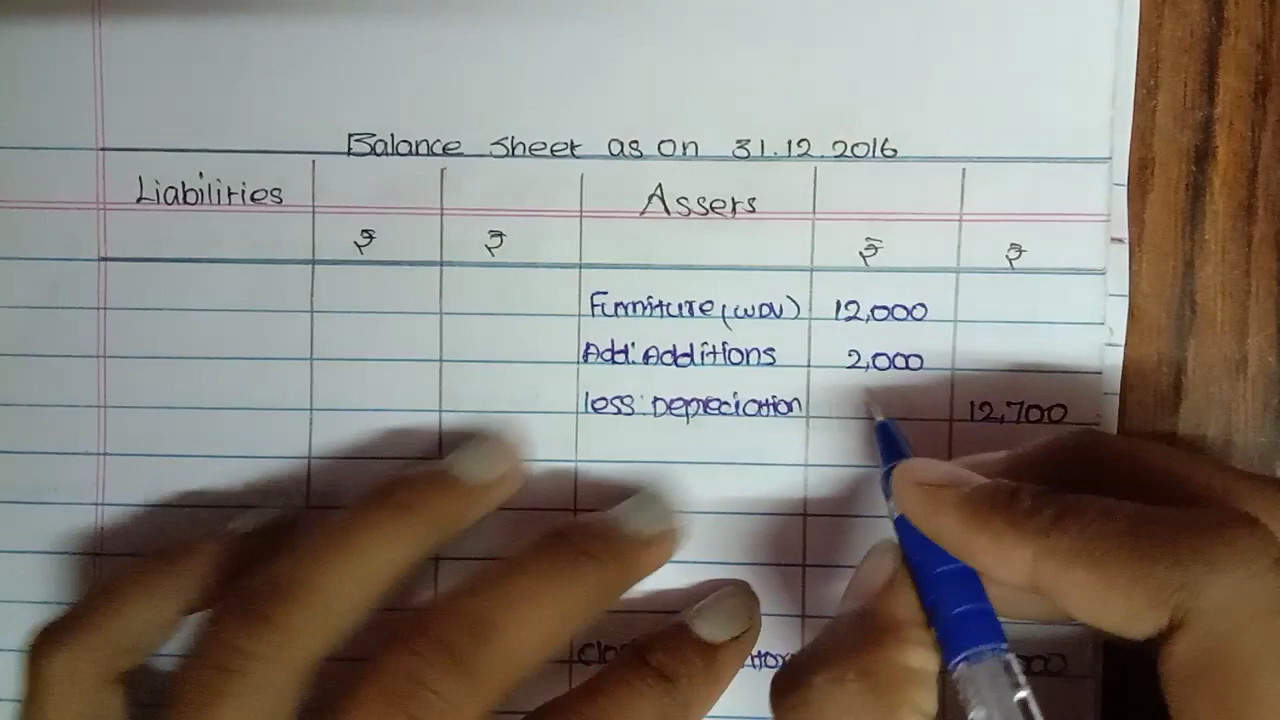 Balance sheet as on 31.12.2016
Liabilities Assets
₹ ₹ ₹ ₹
Furniture (WDV) 12,000
Add: Additions 2,000
less: Depreciation 12,700